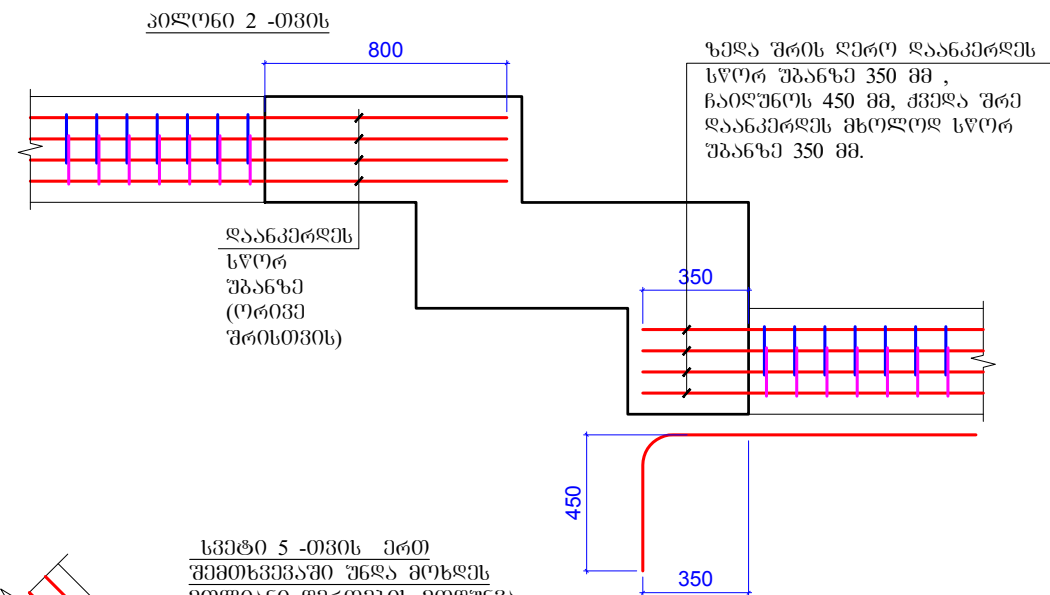 პილონი 2 -თვის
800
ზედა შრის ღერო დაანკერდეს
სწორ უბანზე 350 მმ ,
ჩაიღუნოს 450 მმ, ქვედა შრე
დაანკერდეს მხოლოდ სწორ
უბანზე 350 მმ.
დაანკერდეს
სწორ
უბანზე
(ორივე
შრისთვის)
350
450
350
სვეტი 5 -თვის ერთ
შემთხვევაში უნდა მოხდეს